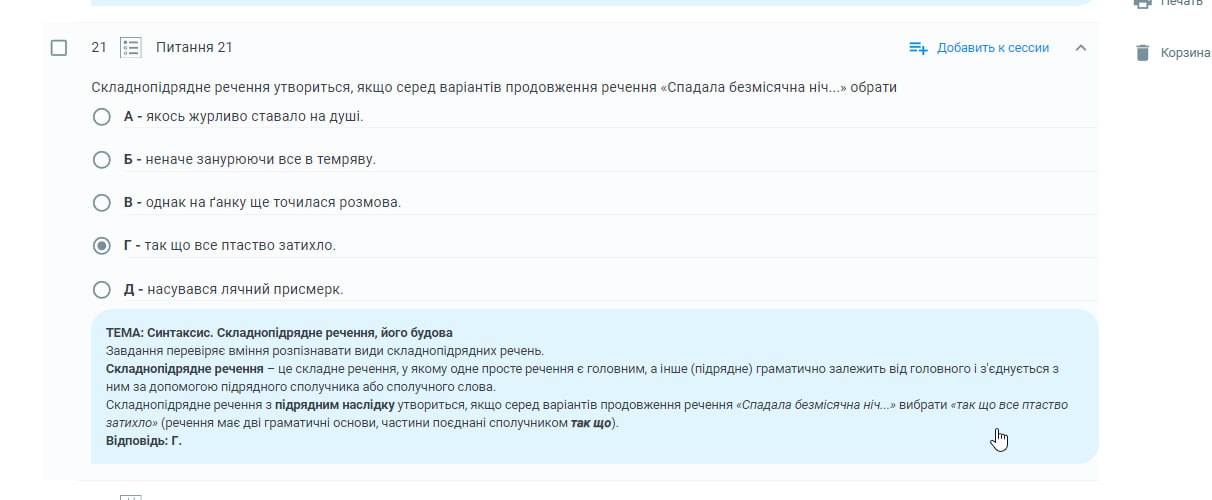 Печать
21 Питання 21 Добавить к сессии
Корзина
Складнопідрядне речення утвориться, якщо серед варіантів продовження речення «Спадала безмісячна ніч...» обрати
А - якось журливо ставало на душі.
Б - неначе занурюючи все в темряву.
В - однак на ґанку ще точилася розмова.
Г - так що все птаство затихло.
Д - насувався лячний присмерк.
ТЕМА: Синтаксис. Складнопідрядне речення, його будова
Завдання перевіряє вміння розпізнавати види складнопідрядних речень.
Складнопідрядне речення – це складне речення, у якому одне просте речення є головним, а інше (підрядне) граматично залежить від головного і з'єднується з
ним за допомогою підрядного сполучника або сполучного слова.
Складнопідрядне речення з підрядним наслідку утвориться, якщо серед варіантів продовження речення «Спадала безмісячна ніч...» вибрати «так що все птаство
затихло» (речення має дві граматичні основи, частини поєднані сполучником так що).
Відповідь: Г.